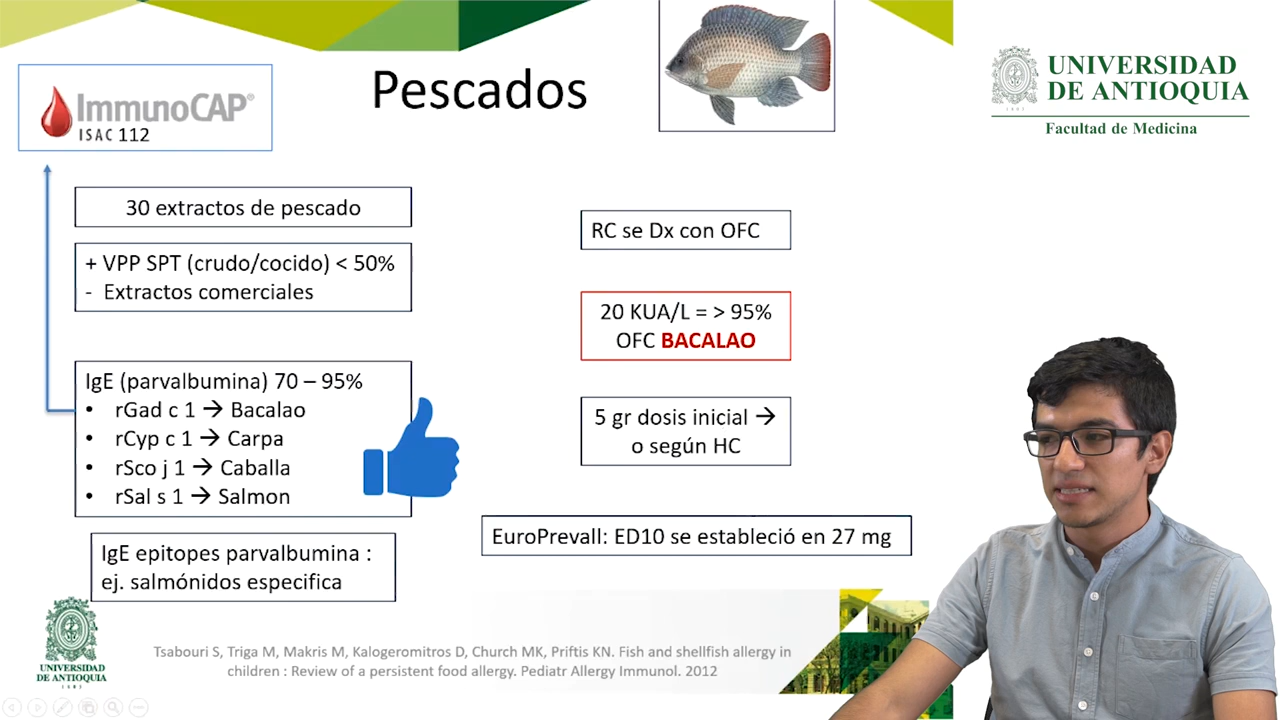 Pescados
UNIVERSIDAD
DE ANTIOQUIA
1803
Facultad de Medicina
ImmunoCAP®
ISAC 112
30 extractos de pescado
+ VPP SPT (crudo/cocido) < 50%
- Extractos comerciales
IgE (parvalbumina) 70 – 95%
• rGad c 1 → Bacalao
• rCyp c 1 → Carpa
• rSco j 1 → Caballa
• rSal s 1 → Salmon
IgE epitopes parvalbumina :
ej. salmónidos especifica
RC se Dx con OFC
20 KUA/L = > 95%
OFC BACALAO
5 gr dosis inicial →
o según HC
EuroPrevall: ED10 se estableció en 27 mg
UNIVERSIDAD
DE ANTIOQUIA
1803
Tsabouri S, Triga M, Makris M, Kalogeromitros D, Church MK, Priftis KN. Fish and shellfish allergy in
children : Review of a persistent food allergy. Pediatr Allergy Immunol. 2012